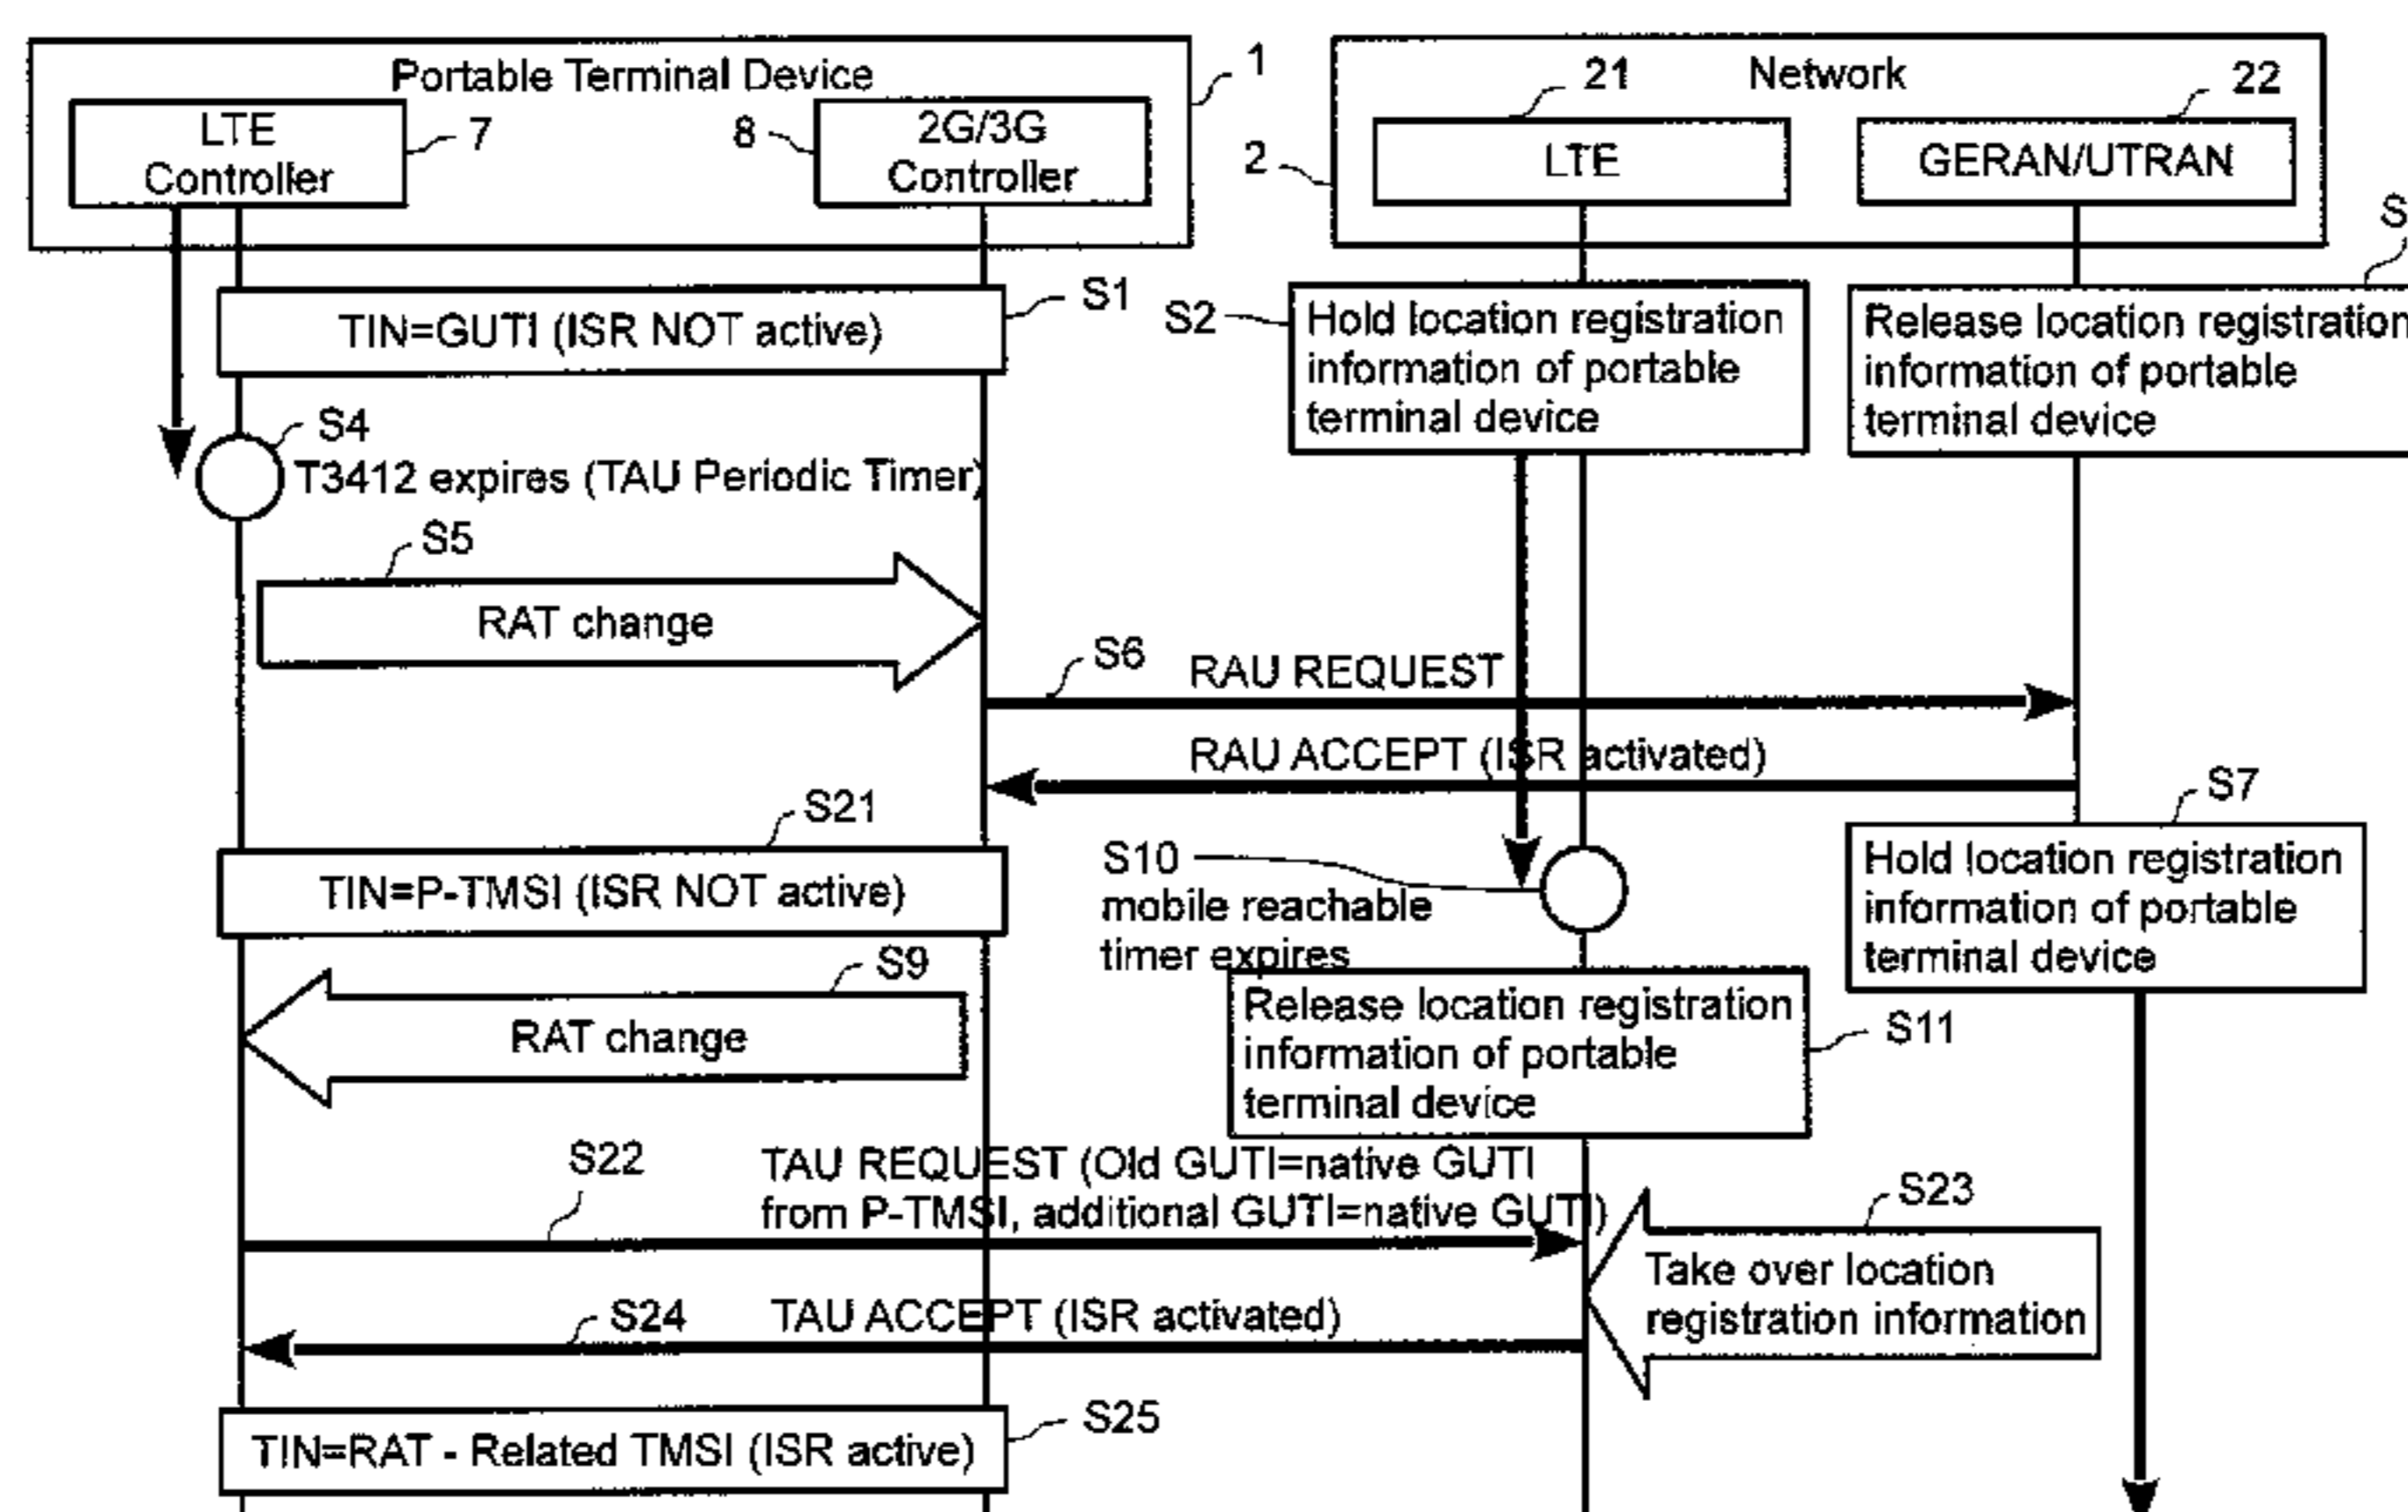 Portable Terminal Device
1
LTE
Controller
7
8
2G/3G
Controller
Network
2
21
LTE
22
GERAN/UTRAN
S
TIN=GUTI (ISR NOT active)
S1
S2
Hold location registration
information of portable
terminal device
Release location registration
information of portable
terminal device
S4
T3412 expires (TAU Periodic Timer)
S5
RAT change
S6
RAU REQUEST
RAU ACCEPT (ISR activated)
S21
TIN=P-TMSI (ISR NOT active)
S10
mobile reachable
timer expires
S7
Hold location registration
information of portable
terminal device
S9
RAT change
Release location registration
information of portable
terminal device
S11
S22
TAU REQUEST (Old GUTI=native GUTI
from P-TMSI, additional GUTI=native GUTI)
S23
Take over location
registration information
S24
TAU ACCEPT (ISR activated)
S25
TIN=RAT - Related TMSI (ISR active)